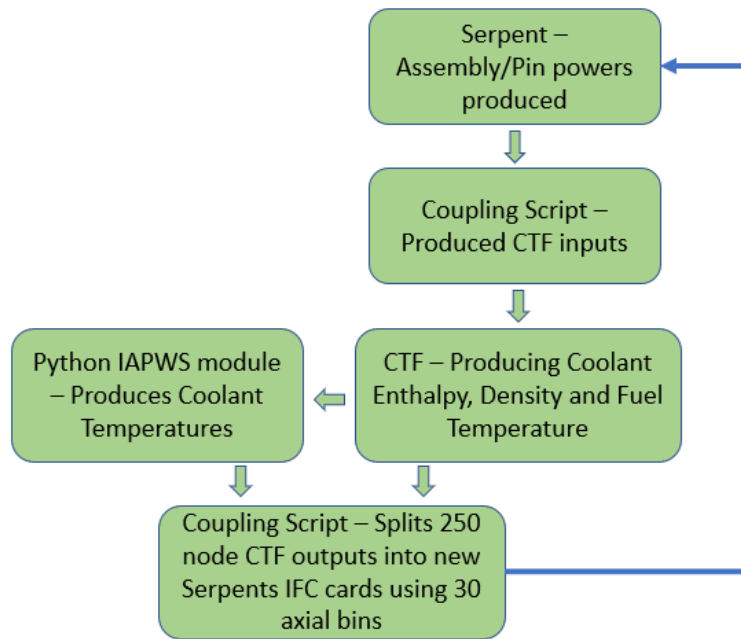 Serpent –
Assembly/Pin powers
produced
Coupling Script –
Produced CTF inputs
Python IAPWS module
– Produces Coolant
Temperatures
CTF – Producing Coolant
Enthalpy, Density and Fuel
Temperature
Coupling Script – Splits 250
node CTF outputs into new
Serpents IFC cards using 30
axial bins